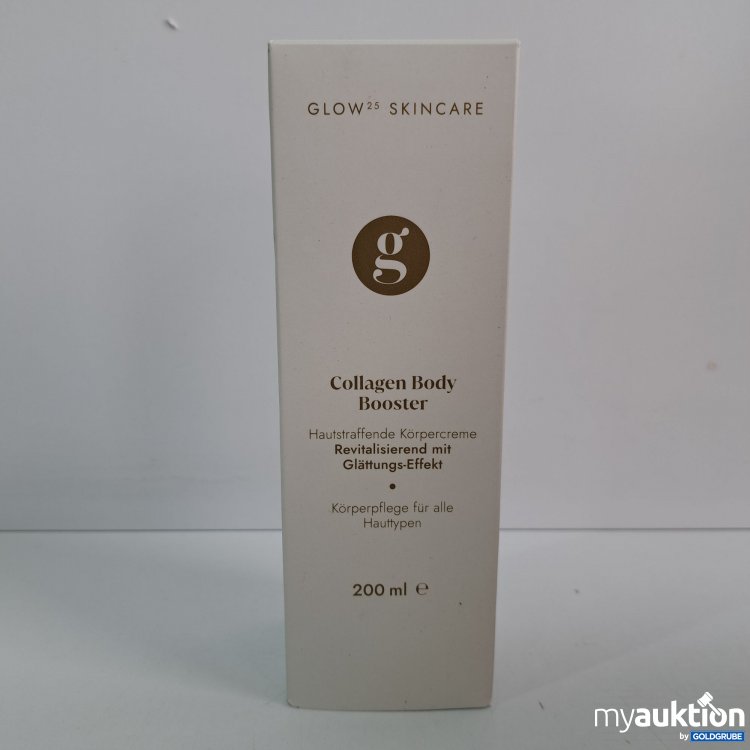 GLOW²⁵ SKINCARE
g
Collagen Body
Booster
Hautstraffende Körpercreme
Revitalisierend mit
Glättungs-Effekt
•
Körperpflege für alle
Hauttypen
200 ml ℮
myauktion
by GOLDGRUBE